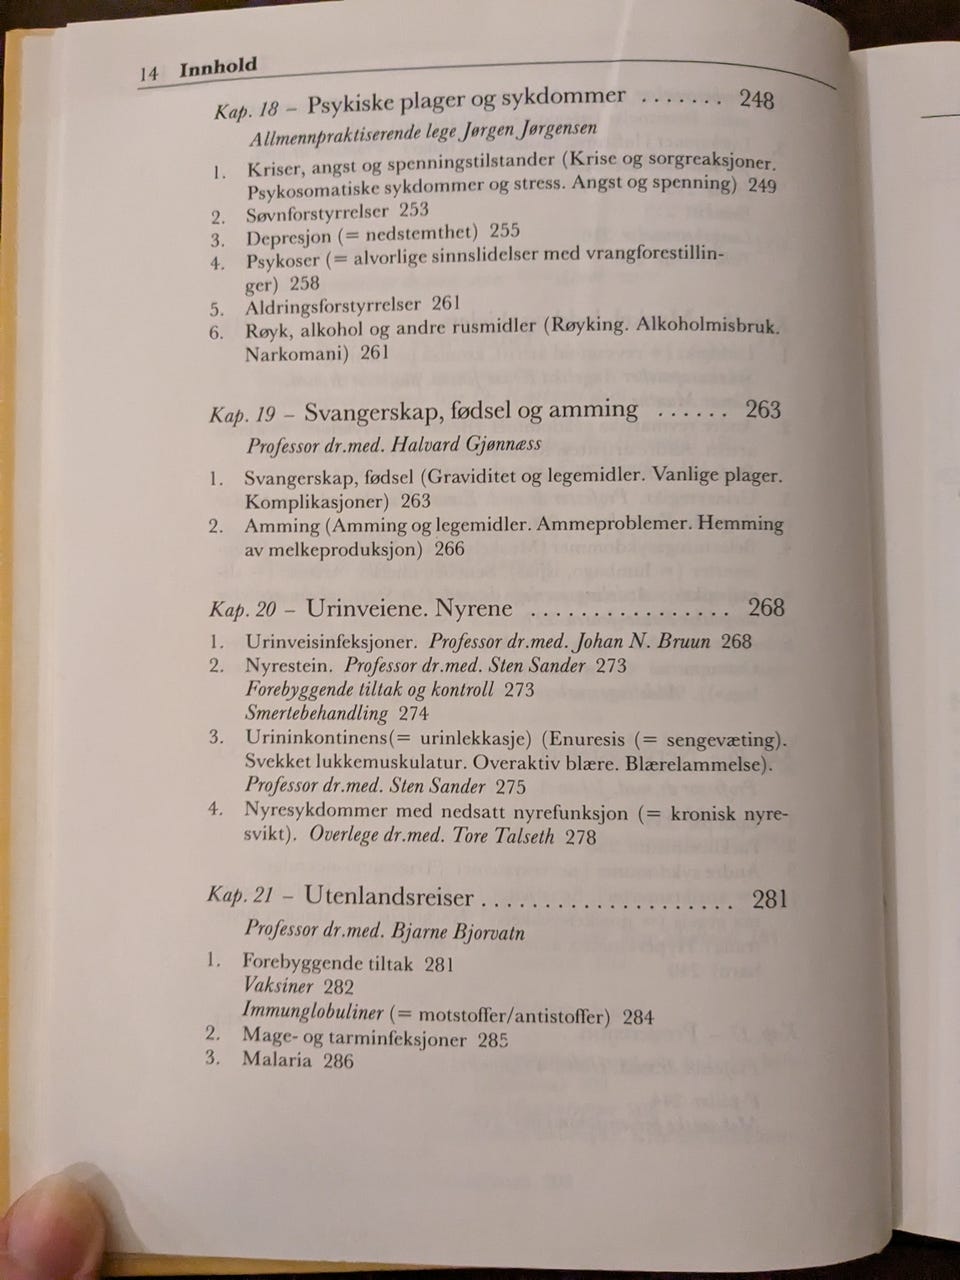 14 Innhold
Kap. 18 – Psykiske plager og sykdommer ....... 248
Allmennpraktiserende lege Jørgen Jørgensen
1. Kriser, angst og spenningstilstander (Krise og sorgreaksjoner.
Psykosomatiske sykdommer og stress. Angst og spenning) 249
2. Søvnforstyrrelser 253
3. Depresjon (= nedstemthet) 255
4. Psykoser (= alvorlige sinnslidelser med vrangforestillin-
ger) 258
5. Aldringsforstyrrelser 261
6. Røyk, alkohol og andre rusmidler (Røyking. Alkoholmisbruk.
Narkomani) 261
Kap. 19 – Svangerskap, fødsel og amming ...... 263
Professor dr.med. Halvard Gjønnæss
1. Svangerskap, fødsel (Graviditet og legemidler. Vanlige plager.
Komplikasjoner) 263
2. Amming (Amming og legemidler. Ammeproblemer. Hemming
av melkeproduksjon) 266
Kap. 20 – Urinveiene. Nyrene ................ 268
1. Urinveisinfeksjoner. Professor dr.med. Johan N. Bruun 268
2. Nyrestein. Professor dr.med. Sten Sander 273
Forebyggende tiltak og kontroll 273
Smertebehandling 274
3. Urininkontinens(= urinlekkasje) (Enuresis (= sengevæting).
Svekket lukkemuskulatur. Overaktiv blære. Blærelammelse).
Professor dr.med. Sten Sander 275
4. Nyresykdommer med nedsatt nyrefunksjon (= kronisk nyre-
svikt). Overlege dr.med. Tore Talseth 278
Kap. 21 – Utenlandsreiser .................... 281
Professor dr.med. Bjarne Bjorvatn
1. Forebyggende tiltak 281
Vaksiner 282
Immunglobuliner (= motstoffer/antistoffer) 284
2. Mage- og tarminfeksjoner 285
3. Malaria 286